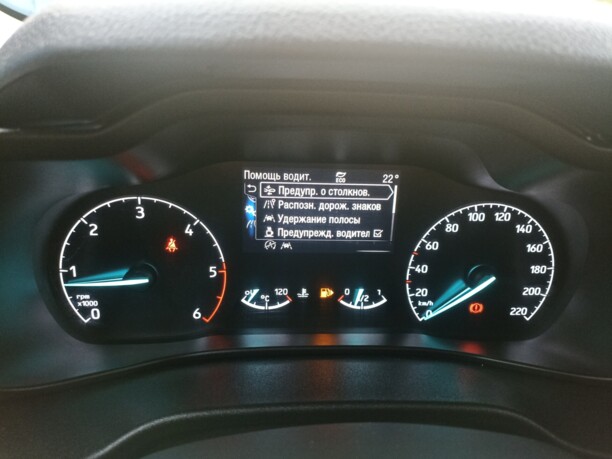 Помощь водит.
ECO
22°
Предупр. о столкнов.
Распозн. дорож. знаков
Удержание полосы
Предупрежд. водител
0 1 2 3 4 5 6
rpm
x1000
°C 120
0 1/2 1
0 20 40 60 80 100 120 140 160 180 200 220
km/h